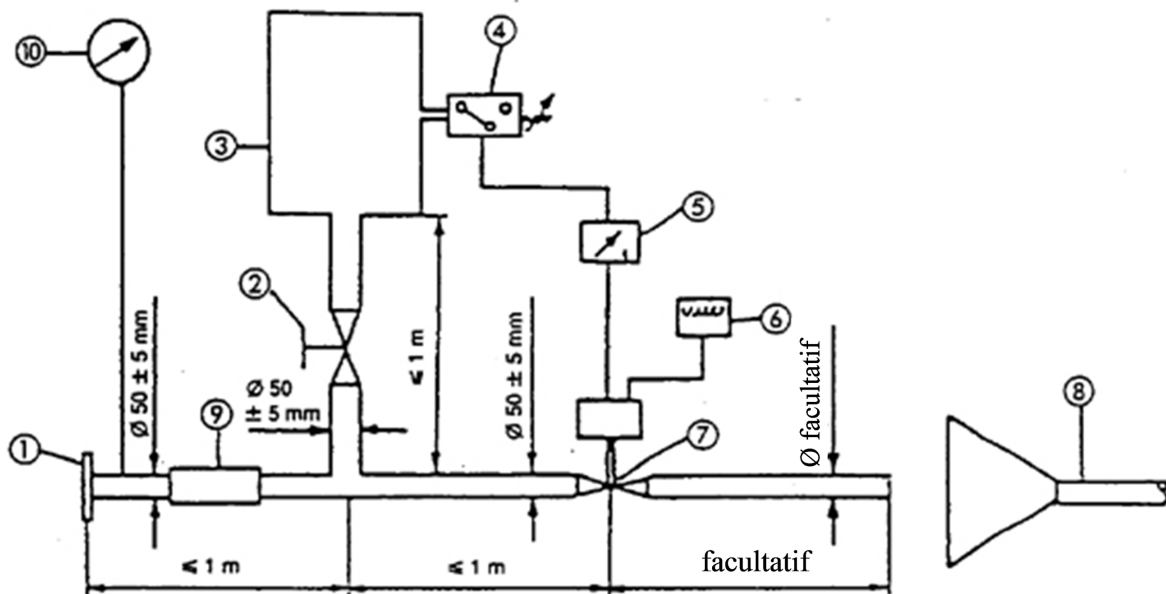 10
4
3
5
2
6
Ø 50 ± 5 mm
≤ 1 m
Ø 50
± 5 mm
Ø 50 ± 5 mm
Ø facultatif
9
7
8
1
≤ 1 m
≤ 1 m
facultatif